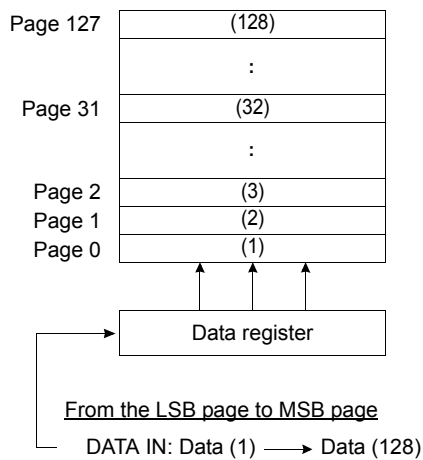 Page 127 (128)
:
Page 31 (32)
:
Page 2 (3)
Page 1 (2)
Page 0 (1)
Data register
From the LSB page to MSB page
DATA IN: Data (1) Data (128)